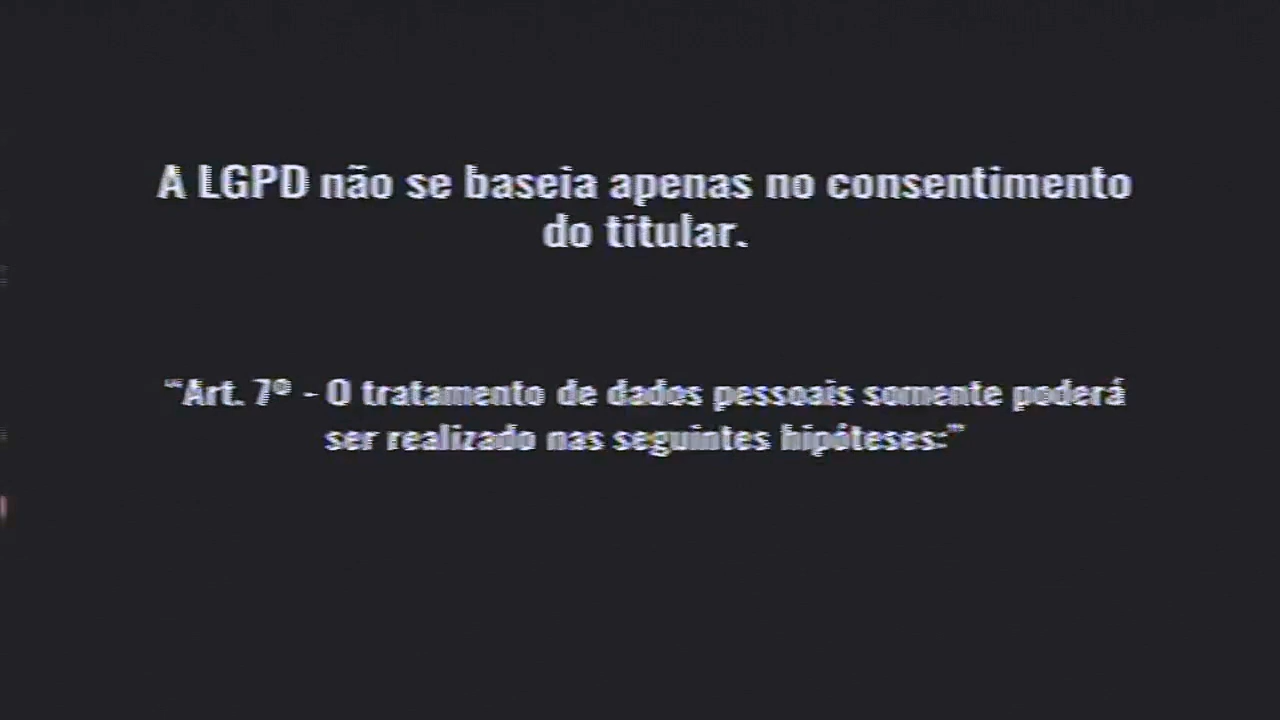 A LGPD não se baseia apenas no consentimento
do titular.
“Art. 7º - O tratamento de dados pessoais somente poderá
ser realizado nas seguintes hipóteses:”